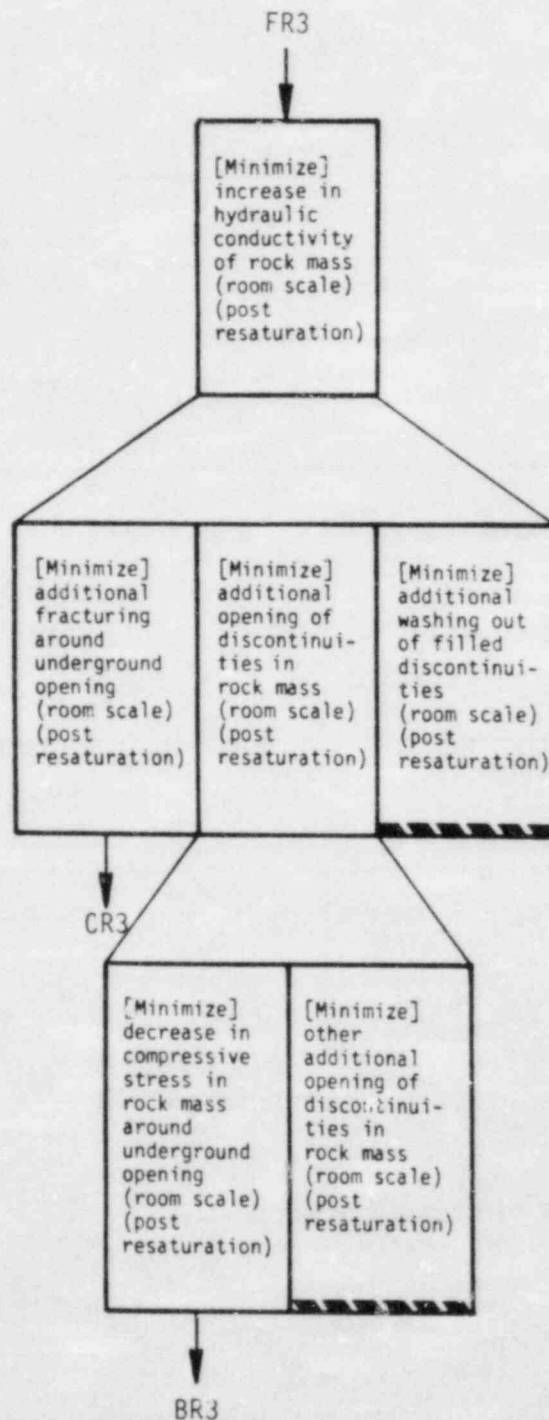 FR3
[Minimize]
increase in
hydraulic
conductivity
of rock mass
(room scale)
(post
resaturation)
[Minimize]
additional
fracturing
around
underground
opening
(room scale)
(post
resaturation)
[Minimize]
additional
opening of
discontinui-
ties in
rock mass
(room scale)
(post
resaturation)
[Minimize]
additional
washing out
of filled
discontinui-
ties
(room scale)
(post
resaturation)
CR3
[Minimize]
decrease in
compressive
stress in
rock mass
around
underground
opening
(room scale)
(post
resaturation)
[Minimize]
other
additional
opening of
discontinui-
ties in
rock mass
(room scale)
(post
resaturation)
BR3